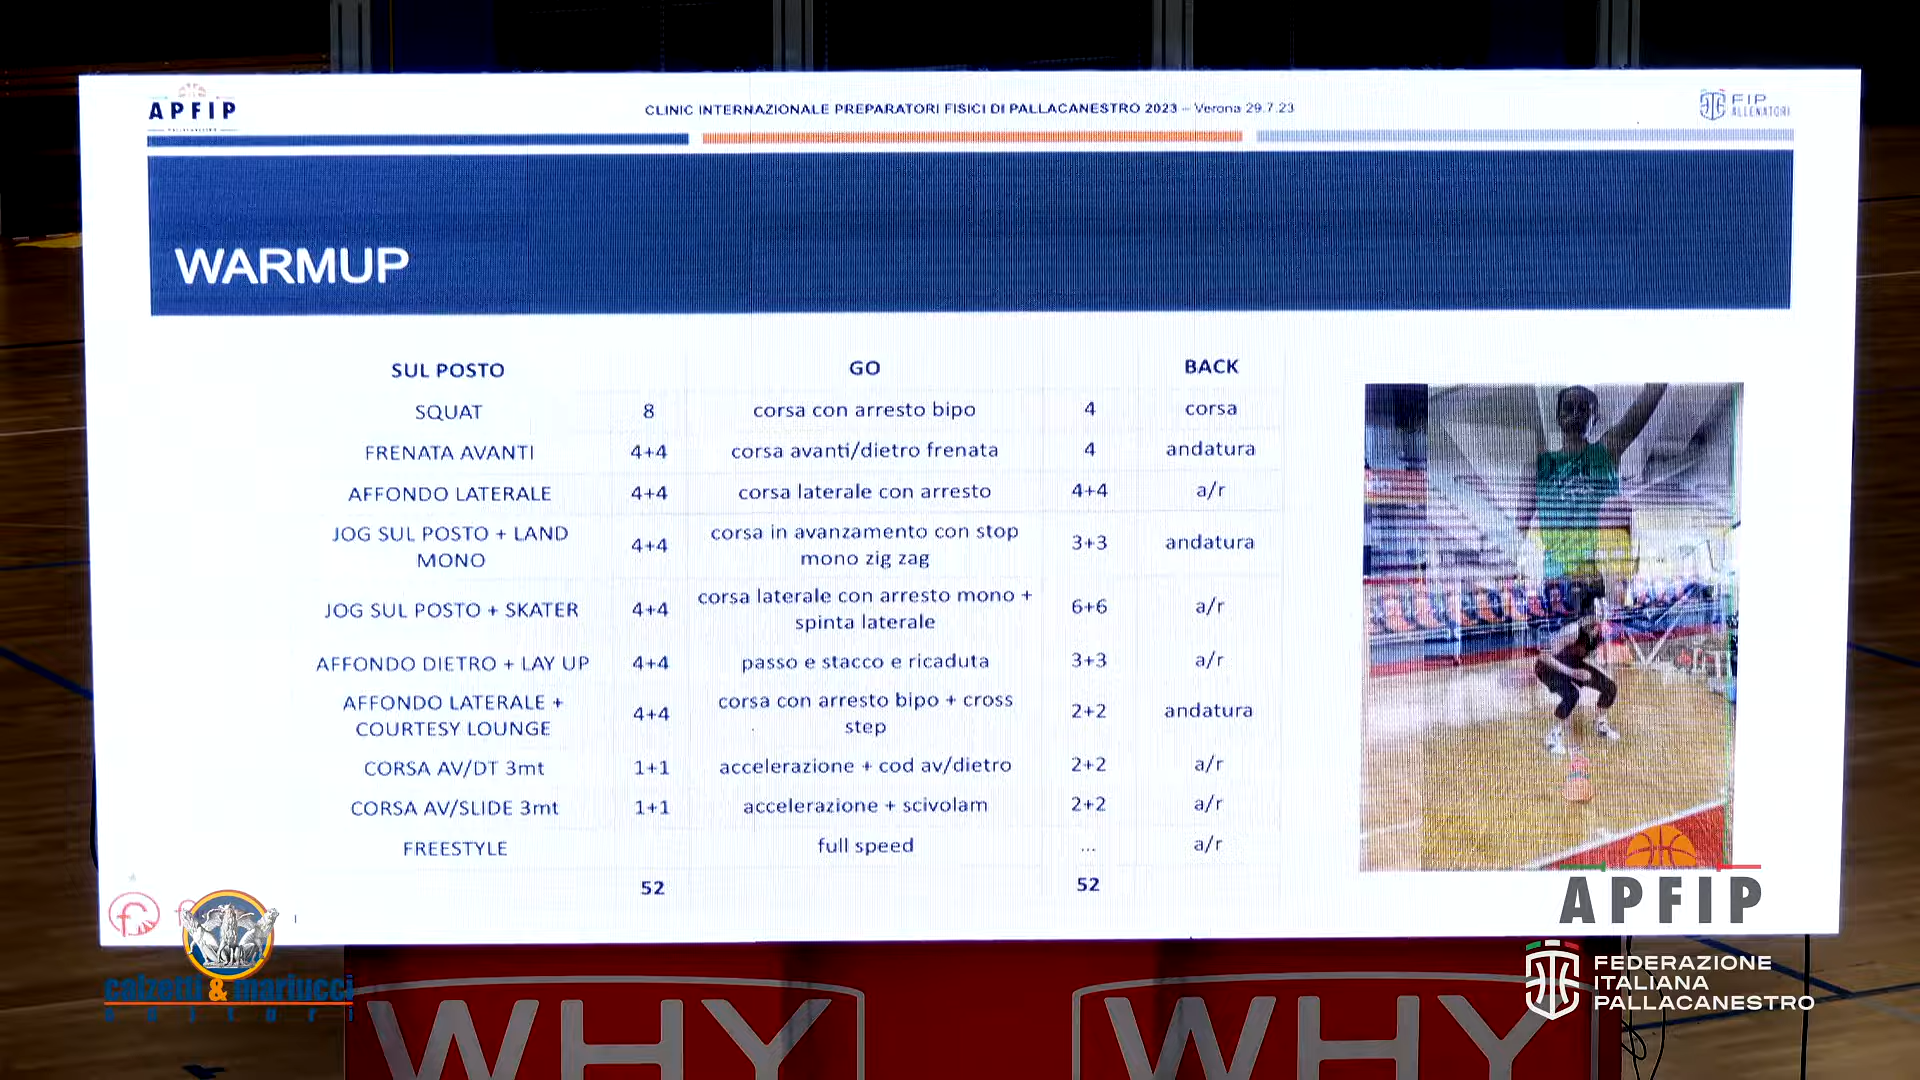 APFIP
CLINIC INTERNAZIONALE PREPARATORI FISICI DI PALLACANESTRO 2023 – Verona 29.7.23
FIP
ALLENATORI
WARMUP
SUL POSTO GO BACK
SQUAT 8 corsa con arresto bipo 4 corsa
FRENATA AVANTI 4+4 corsa avanti/dietro frenata 4 andatura
AFFONDO LATERALE 4+4 corsa laterale con arresto 4+4 a/r
JOG SUL POSTO + LAND MONO 4+4 corsa in avanzamento con stop mono zig zag 3+3 andatura
JOG SUL POSTO + SKATER 4+4 corsa laterale con arresto mono + spinta laterale 6+6 a/r
AFFONDO DIETRO + LAY UP 4+4 passo e stacco e ricaduta 3+3 a/r
AFFONDO LATERALE + COURTESY LOUNGE 4+4 corsa con arresto bipo + cross step 2+2 andatura
CORSA AV/DT 3mt 1+1 accelerazione + cod av/dietro 2+2 a/r
CORSA AV/SLIDE 3mt 1+1 accelerazione + scivolam 2+2 a/r
FREESTYLE full speed ... a/r
52 52
APFIP
calzetti & mariucci
editori
FEDERAZIONE
ITALIANA
PALLACANESTRO
WHY WHY